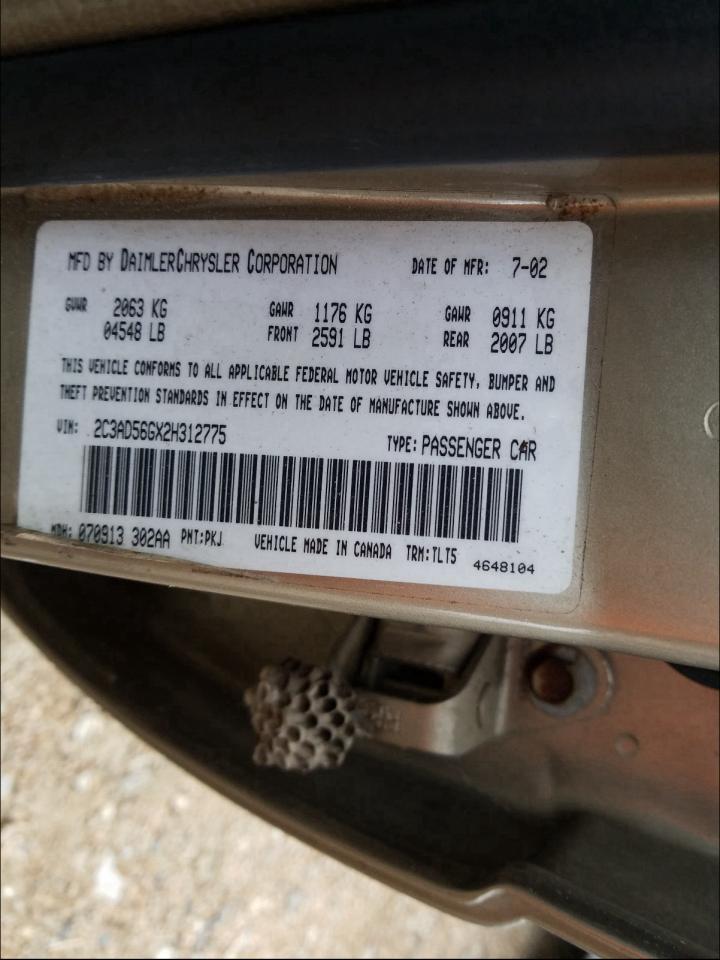 MFD BY DAIMLERCHRYSLER CORPORATION DATE OF MFR: 7-02
GVWR 2063 KG GAWR 1176 KG GAWR 0911 KG
04548 LB FRONT 2591 LB REAR 2007 LB
THIS VEHICLE CONFORMS TO ALL APPLICABLE FEDERAL MOTOR VEHICLE SAFETY, BUMPER AND
THEFT PREVENTION STANDARDS IN EFFECT ON THE DATE OF MANUFACTURE SHOWN ABOVE.
VIN: 2C3AD56GX2H312775 TYPE: PASSENGER CAR
MDH: 070913 302AA PNT:PKJ VEHICLE MADE IN CANADA TRM:TLT5 4648104